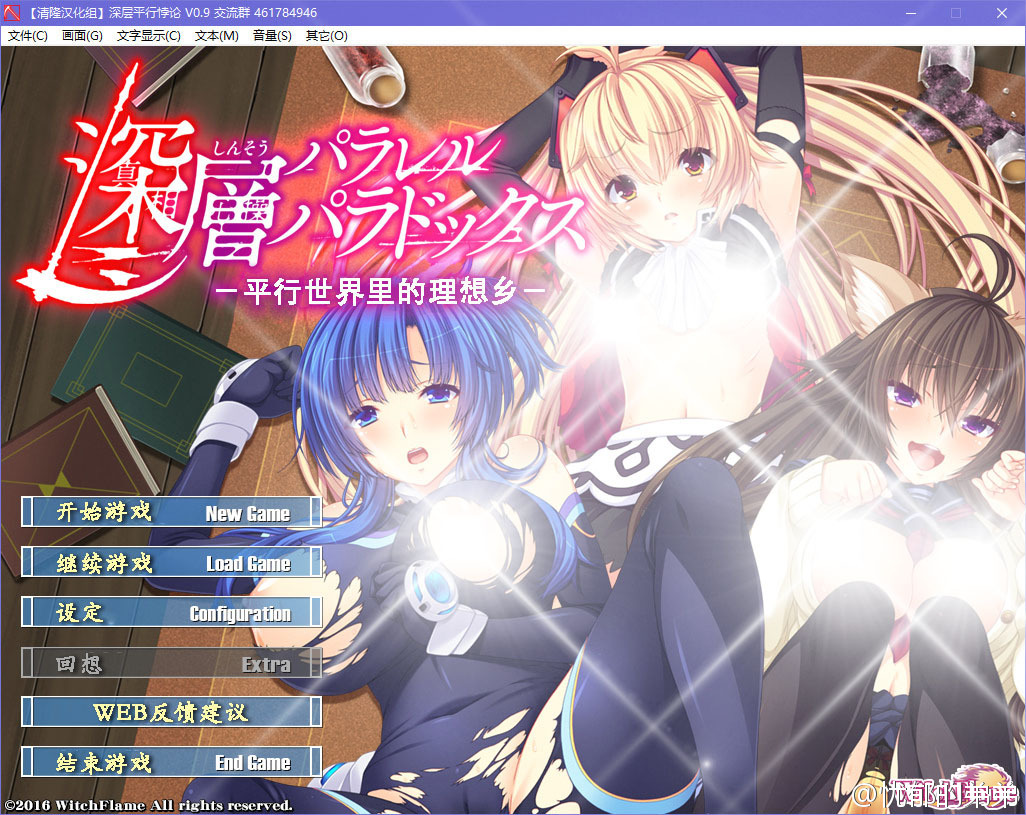 【清隆汉化组】深层平行悖论 V0.9 交流群 461784946
文件(C) 画面(G) 文字显示(C) 文本(M) 音量(S) 其它(O)
しんそう
深層
真相
パラレル
パラドックス
－平行世界里的理想乡－
开始游戏 New Game
继续游戏 Load Game
设定 Configuration
回想 Extra
WEB反馈建议
结束游戏 End Game
©2016 WitchFlame All rights reserved.